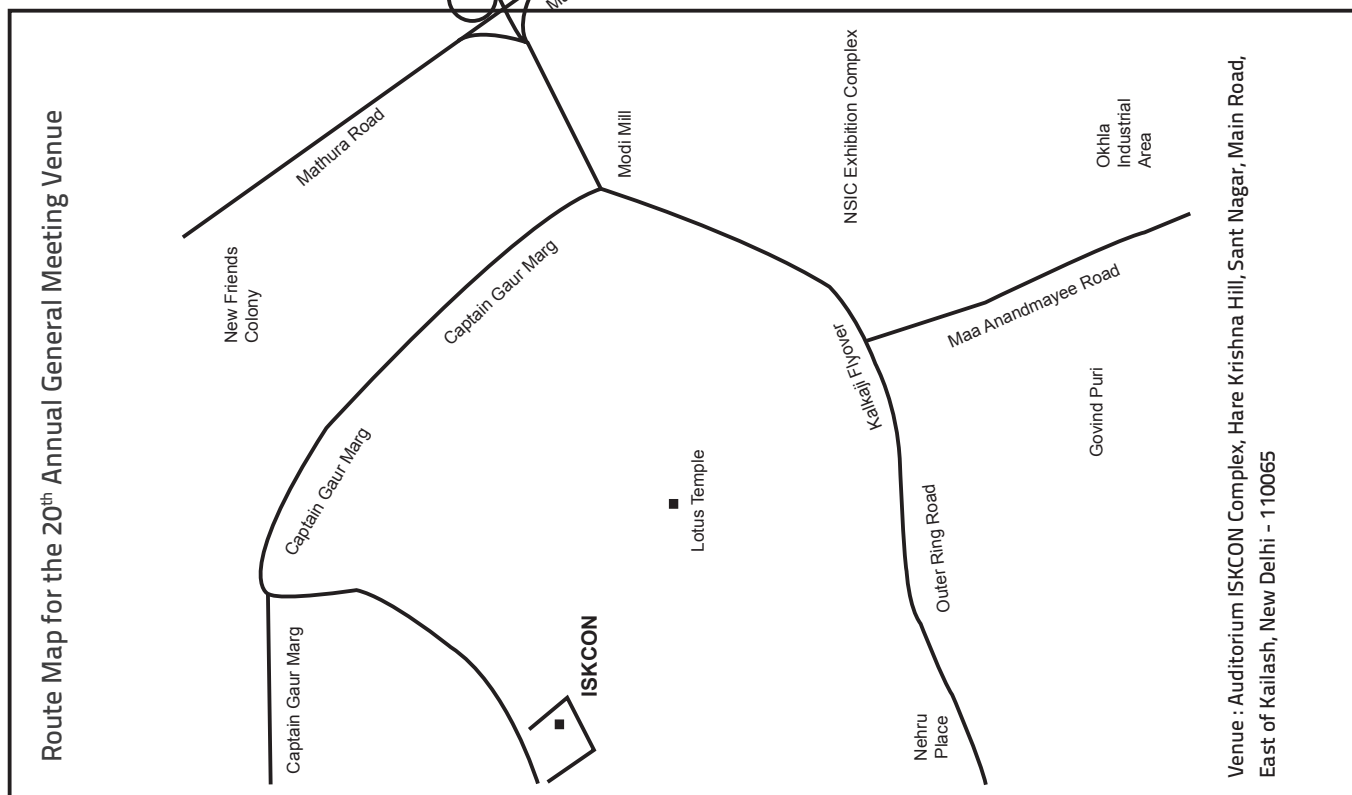 Route Map for the 20th Annual General Meeting Venue
New Friends
Colony
Captain Gaur Marg
Captain Gaur Marg
Mathura Road
Captain Gaur Marg
ISKCON
Modi Mill
Lotus Temple
NSIC Exhibition Complex
Kalkaji Flyover
Nehru
Place
Outer Ring Road
Maa Anandmayee Road
Govind Puri
Okhla
Industrial
Area
Venue : Auditorium ISKCON Complex, Hare Krishna Hill, Sant Nagar, Main Road,
East of Kailash, New Delhi - 110065